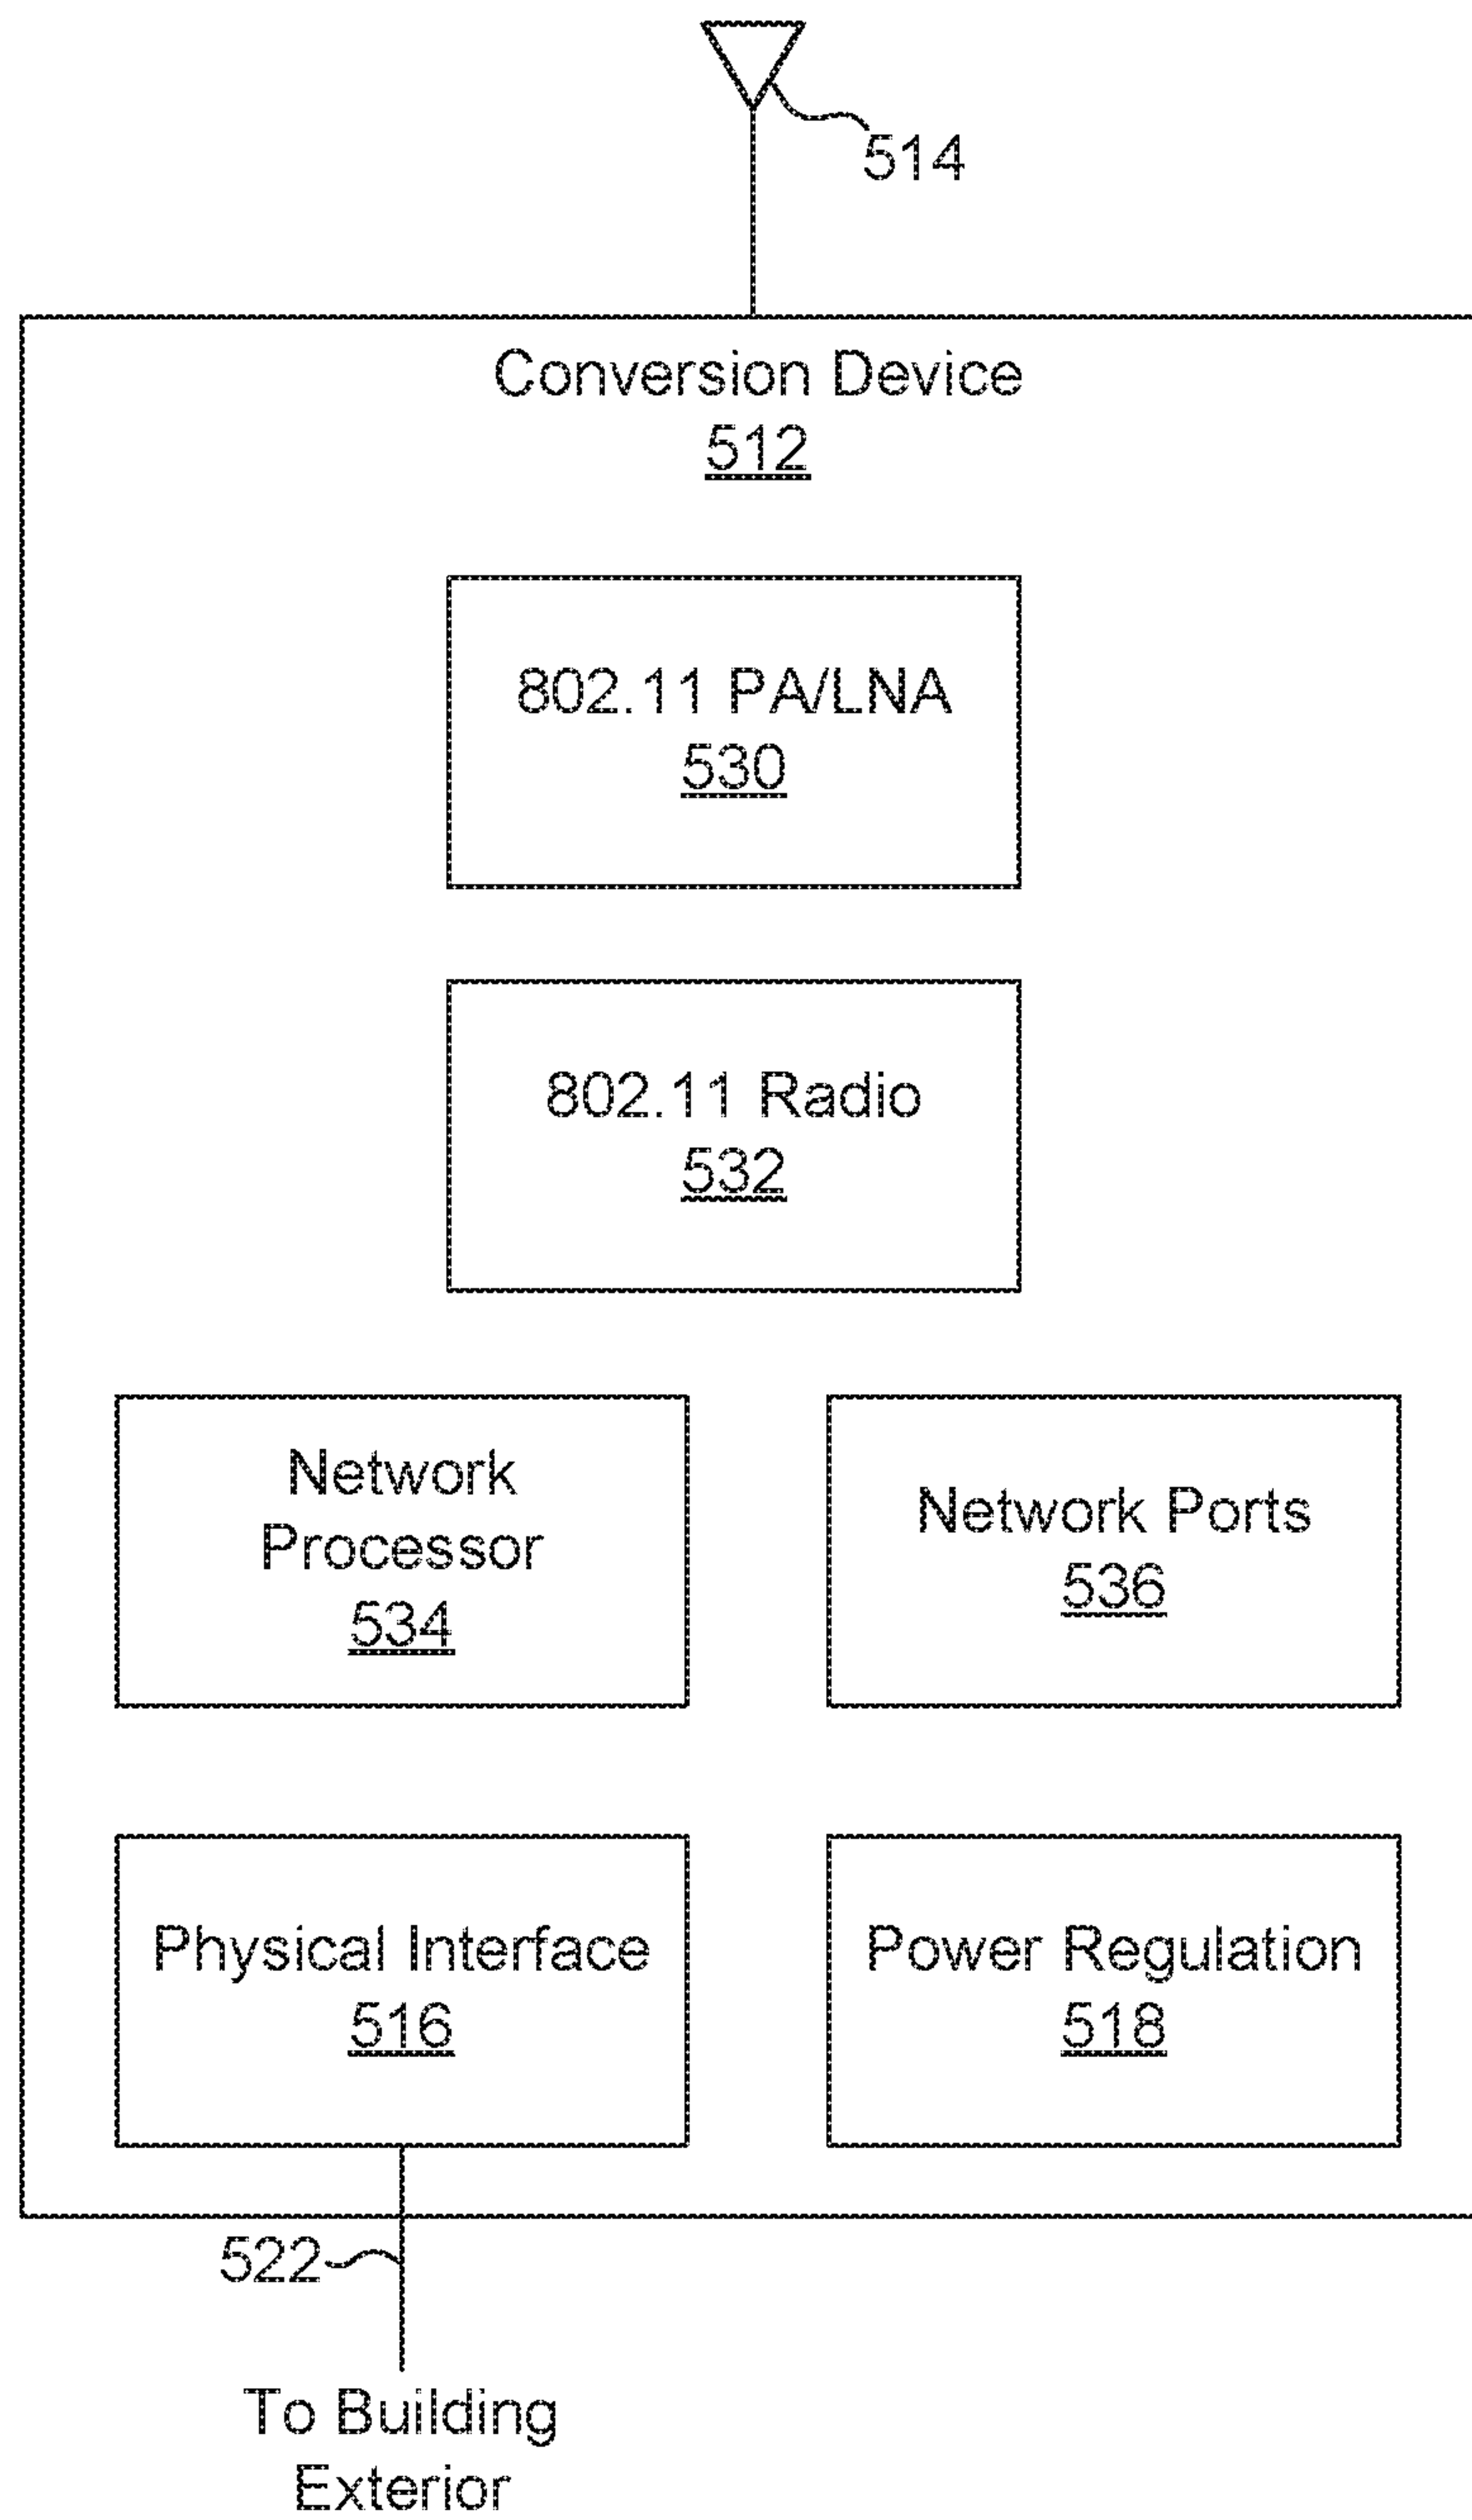 514
Conversion Device
512
802.11 PA/LNA
530
802.11 Radio
532
Network
Processor
534
Network Ports
536
Physical Interface
516
Power Regulation
518
522
To Building
Exterior